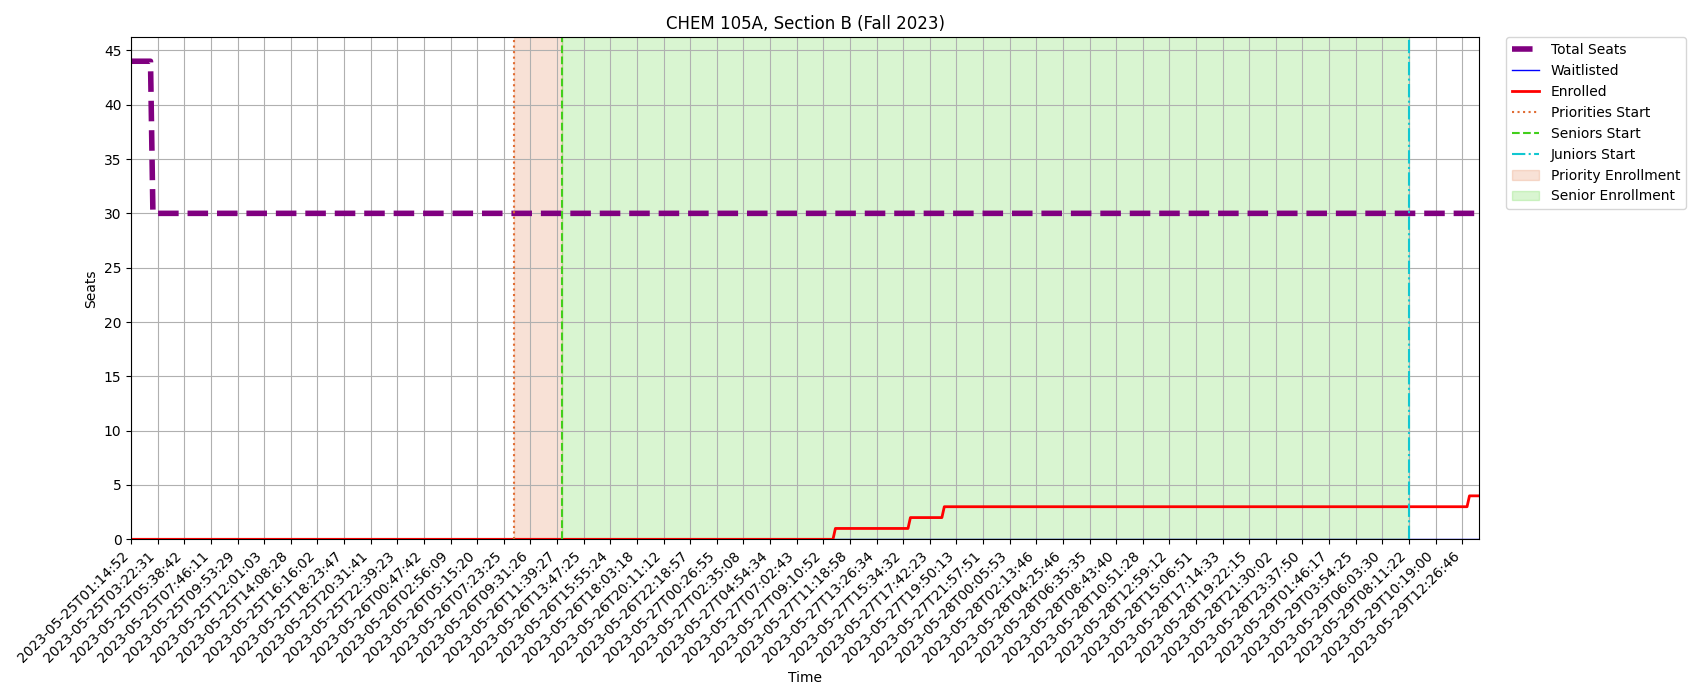 CHEM 105A, Section B (Fall 2023)
45
40
35
30
25
20
15
10
5
0
Seats
2023-05-25T01:14:52
2023-05-25T03:22:31
2023-05-25T05:38:42
2023-05-25T07:46:11
2023-05-25T09:53:29
2023-05-25T12:01:03
2023-05-25T14:08:28
2023-05-25T16:16:02
2023-05-25T18:23:47
2023-05-25T20:31:41
2023-05-25T22:39:23
2023-05-26T00:47:42
2023-05-26T02:56:09
2023-05-26T05:15:20
2023-05-26T07:23:25
2023-05-26T09:31:26
2023-05-26T11:39:27
2023-05-26T13:47:25
2023-05-26T15:55:24
2023-05-26T18:03:18
2023-05-26T20:11:12
2023-05-26T22:18:57
2023-05-27T00:26:55
2023-05-27T02:35:08
2023-05-27T04:54:34
2023-05-27T07:02:43
2023-05-27T09:10:52
2023-05-27T11:18:58
2023-05-27T13:26:34
2023-05-27T15:34:32
2023-05-27T17:42:23
2023-05-27T19:50:13
2023-05-27T21:57:51
2023-05-28T00:05:53
2023-05-28T02:13:46
2023-05-28T04:25:46
2023-05-28T06:35:35
2023-05-28T08:43:40
2023-05-28T10:51:28
2023-05-28T12:59:12
2023-05-28T15:06:51
2023-05-28T17:14:33
2023-05-28T19:22:15
2023-05-28T21:30:02
2023-05-28T23:37:50
2023-05-29T01:46:17
2023-05-29T03:54:25
2023-05-29T06:03:30
2023-05-29T08:11:22
2023-05-29T10:19:00
2023-05-29T12:26:46
Time
Total Seats
Waitlisted
Enrolled
Priorities Start
Seniors Start
Juniors Start
Priority Enrollment
Senior Enrollment